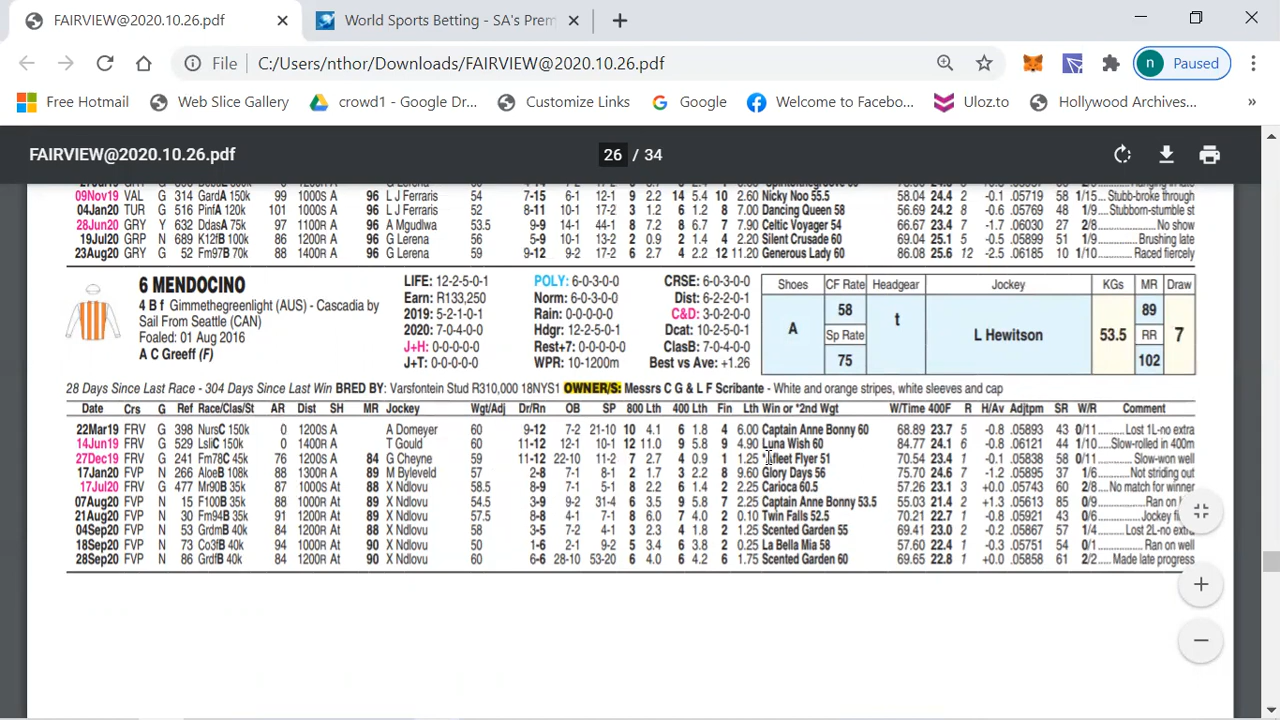 FAIRVIEW@2020.10.26.pdf
World Sports Betting - SA's Prem
File C:/Users/nthor/Downloads/FAIRVIEW@2020.10.26.pdf n Paused
Free Hotmail Web Slice Gallery crowd1 - Google Dr... Customize Links Google Welcome to Faceb... Uloz.to Hollywood Archives... »
FAIRVIEW@2020.10.26.pdf 26 / 34
09Nov19 VAL G 314 GardA 150k 99 1000S A 96 L J Ferraris 54 7-15 6-1 12-1 9 2.2 14 5.4 10 2.60 Nicky Noo 55.5 58.04 24.4 7 -0.1 .05719 58 1/15 Stubb-broke through
04Jan20 TUR G 516 PinfA 120k 101 1000S A 96 L J Ferraris 52 8-11 10-1 17-2 3 1.2 6 1.2 8 7.00 Dancing Queen 58 56.69 24.2 8 -0.6 .05769 48 1/9 Stubborn-stumble st
28Jun20 GRY Y 632 DdasA 75k 97 1100S A 96 A Mgudlwa 53.5 9-9 14-1 44-1 8 7.2 8 6.7 7 7.90 Celtic Voyager 54 66.09 24.7 7 -1.7 .06030 27 2/8 No show
19Jul20 GRP N 689 K12fB 40k 86 1200S A 96 G Lerena 56 5-9 10-1 13-2 2 0.9 2 1.4 4 2.20 Silent Crusade 60 69.04 25.1 5 -0.5 .05899 51 1/9 Brushing late
23Aug20 GRY G 52 Fm97B 70k 88 1400S A 96 G Lerena 60 9-12 9-2 17-2 6 2.7 2 2.2 12 11.20 Generous Lady 60 86.08 25.6 12 -2.5 .06185 10 1/10 Raced fiercely
6 MENDOCINO
4 B f Gimmethegreenlight (AUS) - Cascadia by
Sail From Seattle (CAN)
Foaled: 01 Aug 2016
A C Greeff (F)
LIFE: 12-2-5-0-1 POLY: 6-0-3-0-0 CRSE: 6-0-3-0-0
Earn: R133,250 Norm: 6-0-3-0-0 Dist: 6-2-2-0-1
2019: 5-2-1-0-1 Rain: 0-0-0-0-0 C&D: 3-0-2-0-0
2020: 7-0-4-0-0 Hdgr: 12-2-5-0-1 Dcat: 10-2-5-0-1
J+H: 0-0-0-0-0 Rest+7: 0-0-0-0-0 ClasB: 7-0-4-0-0
J+T: 0-0-0-0-0 WPR: 10-1200m Best vs Ave: +1.26
Shoes CF Rate Headgear Jockey KGs MR Draw
A 58 t L Hewitson 53.5 89 7
Sp Rate RR
75 102
28 Days Since Last Race - 304 Days Since Last Win BRED BY: Varsfontein Stud R310,000 18NYS1 OWNER/S: Messrs C G & L F Scribante - White and orange stripes, white sleeves and cap
Date Crs G Ref Race/Clas/St AR Dist SH MR Jockey Wgt/Adj Dr/Rn OB SP 800 Lth 400 Lth Fin Lth Win or *2nd Wgt W/Time 400F R H/Av Adjtpm SR W/R Comment
22Mar19 FRV G 398 NursC 150k 0 1200S A A Domeyer 60 4-11 7-2 21-10 10 4.1 6 1.8 4 6.00 Captain Anne Bonny 60 68.89 23.7 5 -0.8 .05893 43 0/11 Lost 1L-no extra
14Jun19 FRV G 529 LsliC 150k 0 1400R A T Gould 60 11-12 12-1 10-1 12 11.0 9 5.8 9 4.90 Luna Wish 60 84.77 24.1 6 -0.8 .06121 44 1/10 Slow-rolled in 400m
27Dec19 FRV G 241 Fm78C 45k 76 1200S A 84 G Cheyne 59 11-12 22-10 11-2 7 2.7 4 0.9 1 1.25 fleet Flyer 51 70.54 23.4 1 -0.1 .05838 58 0/11 Slow-won well
17Jan20 FVP N 266 AloeB 108k 88 1300R A 89 M Byleveld 57 2-8 7-1 8-1 2 1.7 3 2.2 8 9.60 Glory Days 56 75.70 24.6 7 -1.2 .05895 37 1/6 Not striding out
17Jul20 FRV G 477 Mr90B 35k 87 1000S A 88 X Ndlovu 58.5 8-9 7-1 5-1 8 2.2 6 1.4 2 2.25 Carioca 60.5 57.26 23.1 3 +0.0 .05743 60 2/8 No match for winner
07Aug20 FVP N 15 F100B 35k 88 1000R A 89 X Ndlovu 54.5 3-9 9-2 31-4 6 3.5 9 5.8 7 2.25 Captain Anne Bonny 53.5 55.03 21.4 2 +1.3 .05613 85 0/9 Ran on
21Aug20 FVP N 30 Fm94B 35k 91 1200R A 89 X Ndlovu 57.5 8-8 4-1 7-1 8 6.0 7 4.0 2 0.10 Twin Falls 52.5 70.21 22.7 1 -0.8 .05921 43 0/6 Jockey
04Sep20 FVP N 53 GrdmB 40k 84 1200R At 88 X Ndlovu 60 3-5 7-2 4-1 3 2.3 4 1.8 2 1.25 Scented Garden 55 69.41 23.0 2 -0.2 .05867 57 1/4 Lost 2L-no extra
18Sep20 FVP N 73 Co3fB 40k 94 1000R At 90 X Ndlovu 50 1-6 2-1 9-2 5 3.4 6 3.8 2 0.25 La Bella Mia 58 57.60 22.4 1 -0.3 .05751 54 0/1 Ran on well
28Sep20 FVP N 86 GrdfB 40k 84 1200R At 90 X Ndlovu 60 6-6 28-10 53-20 6 4.0 6 4.2 6 1.75 Scented Garden 60 69.65 22.8 1 +0.0 .05858 61 2/2 Made late progress